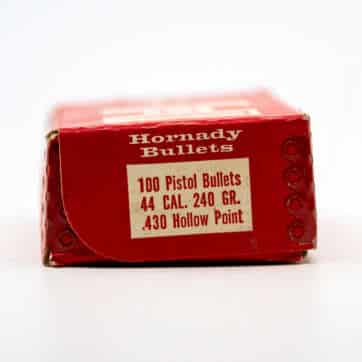 Hornady
Bullets
100 Pistol Bullets
44 CAL. 240 GR.
.430 Hollow Point